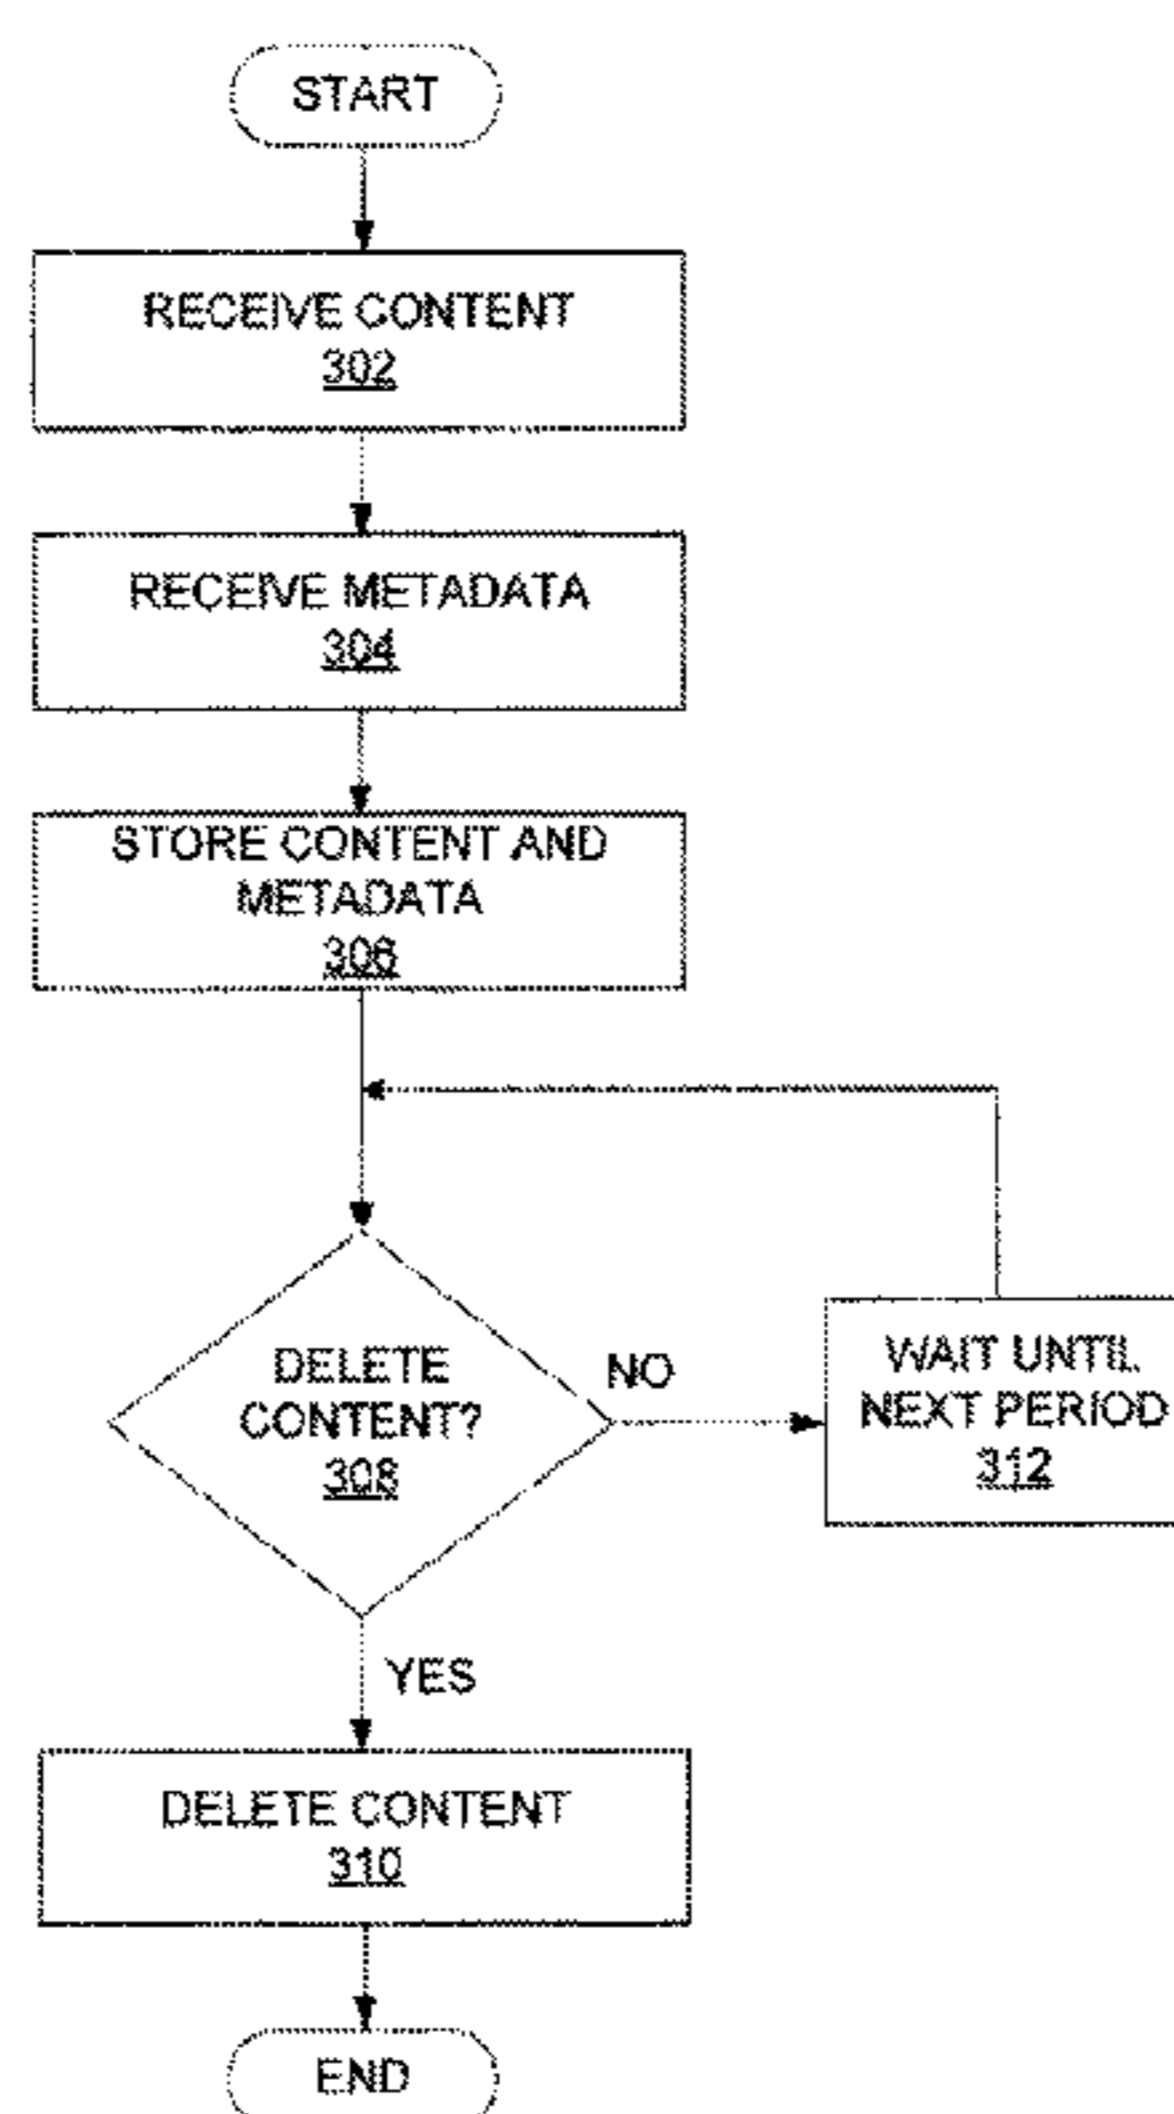 START
RECEIVE CONTENT
302
RECEIVE METADATA
304
STORE CONTENT AND
METADATA
306
DELETE
CONTENT?
308
NO
WAIT UNTIL
NEXT PERIOD
312
YES
DELETE CONTENT
310
END